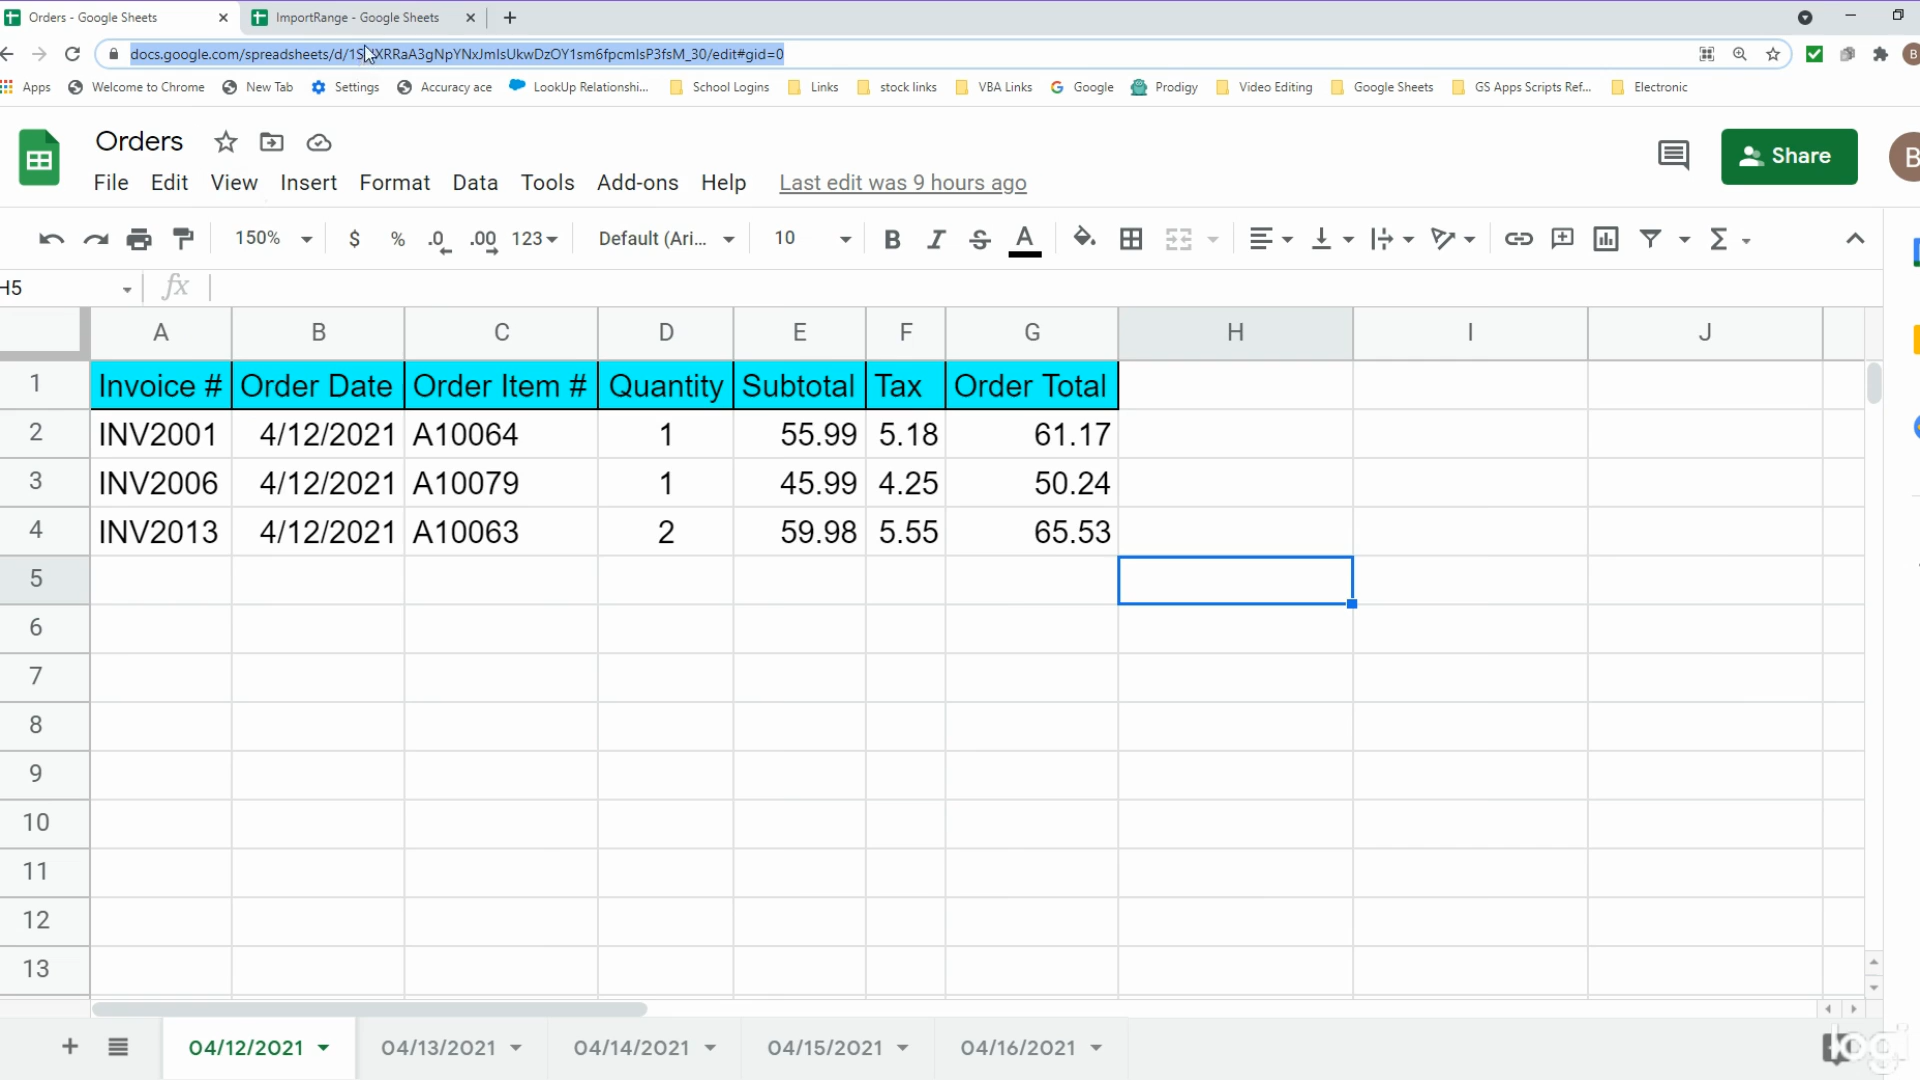 Orders - Google Sheets
ImportRange - Google Sheets
docs.google.com/spreadsheets/d/1S XRRaA3gNpYNxJmIsUkwDzOY1sm6fpcmIsP3fsM_30/edit#gid=0
B
Apps Welcome to Chrome New Tab Settings Accuracy ace LookUp Relationshi... School Logins Links stock links VBA Links Google Prodigy Video Editing Google Sheets GS Apps Scripts Ref... Electronic
Orders
Share
B
File Edit View Insert Format Data Tools Add-ons Help Last edit was 9 hours ago
150% $ % .0 .00 123 Default (Ari... 10 B I S A Σ
H5 fx
A B C D E F G H I J
1 Invoice # Order Date Order Item # Quantity Subtotal Tax Order Total
2 INV2001 4/12/2021 A10064 1 55.99 5.18 61.17
3 INV2006 4/12/2021 A10079 1 45.99 4.25 50.24
4 INV2013 4/12/2021 A10063 2 59.98 5.55 65.53
5
6
7
8
9
10
11
12
13
04/12/2021 04/13/2021 04/14/2021 04/15/2021 04/16/2021
logi